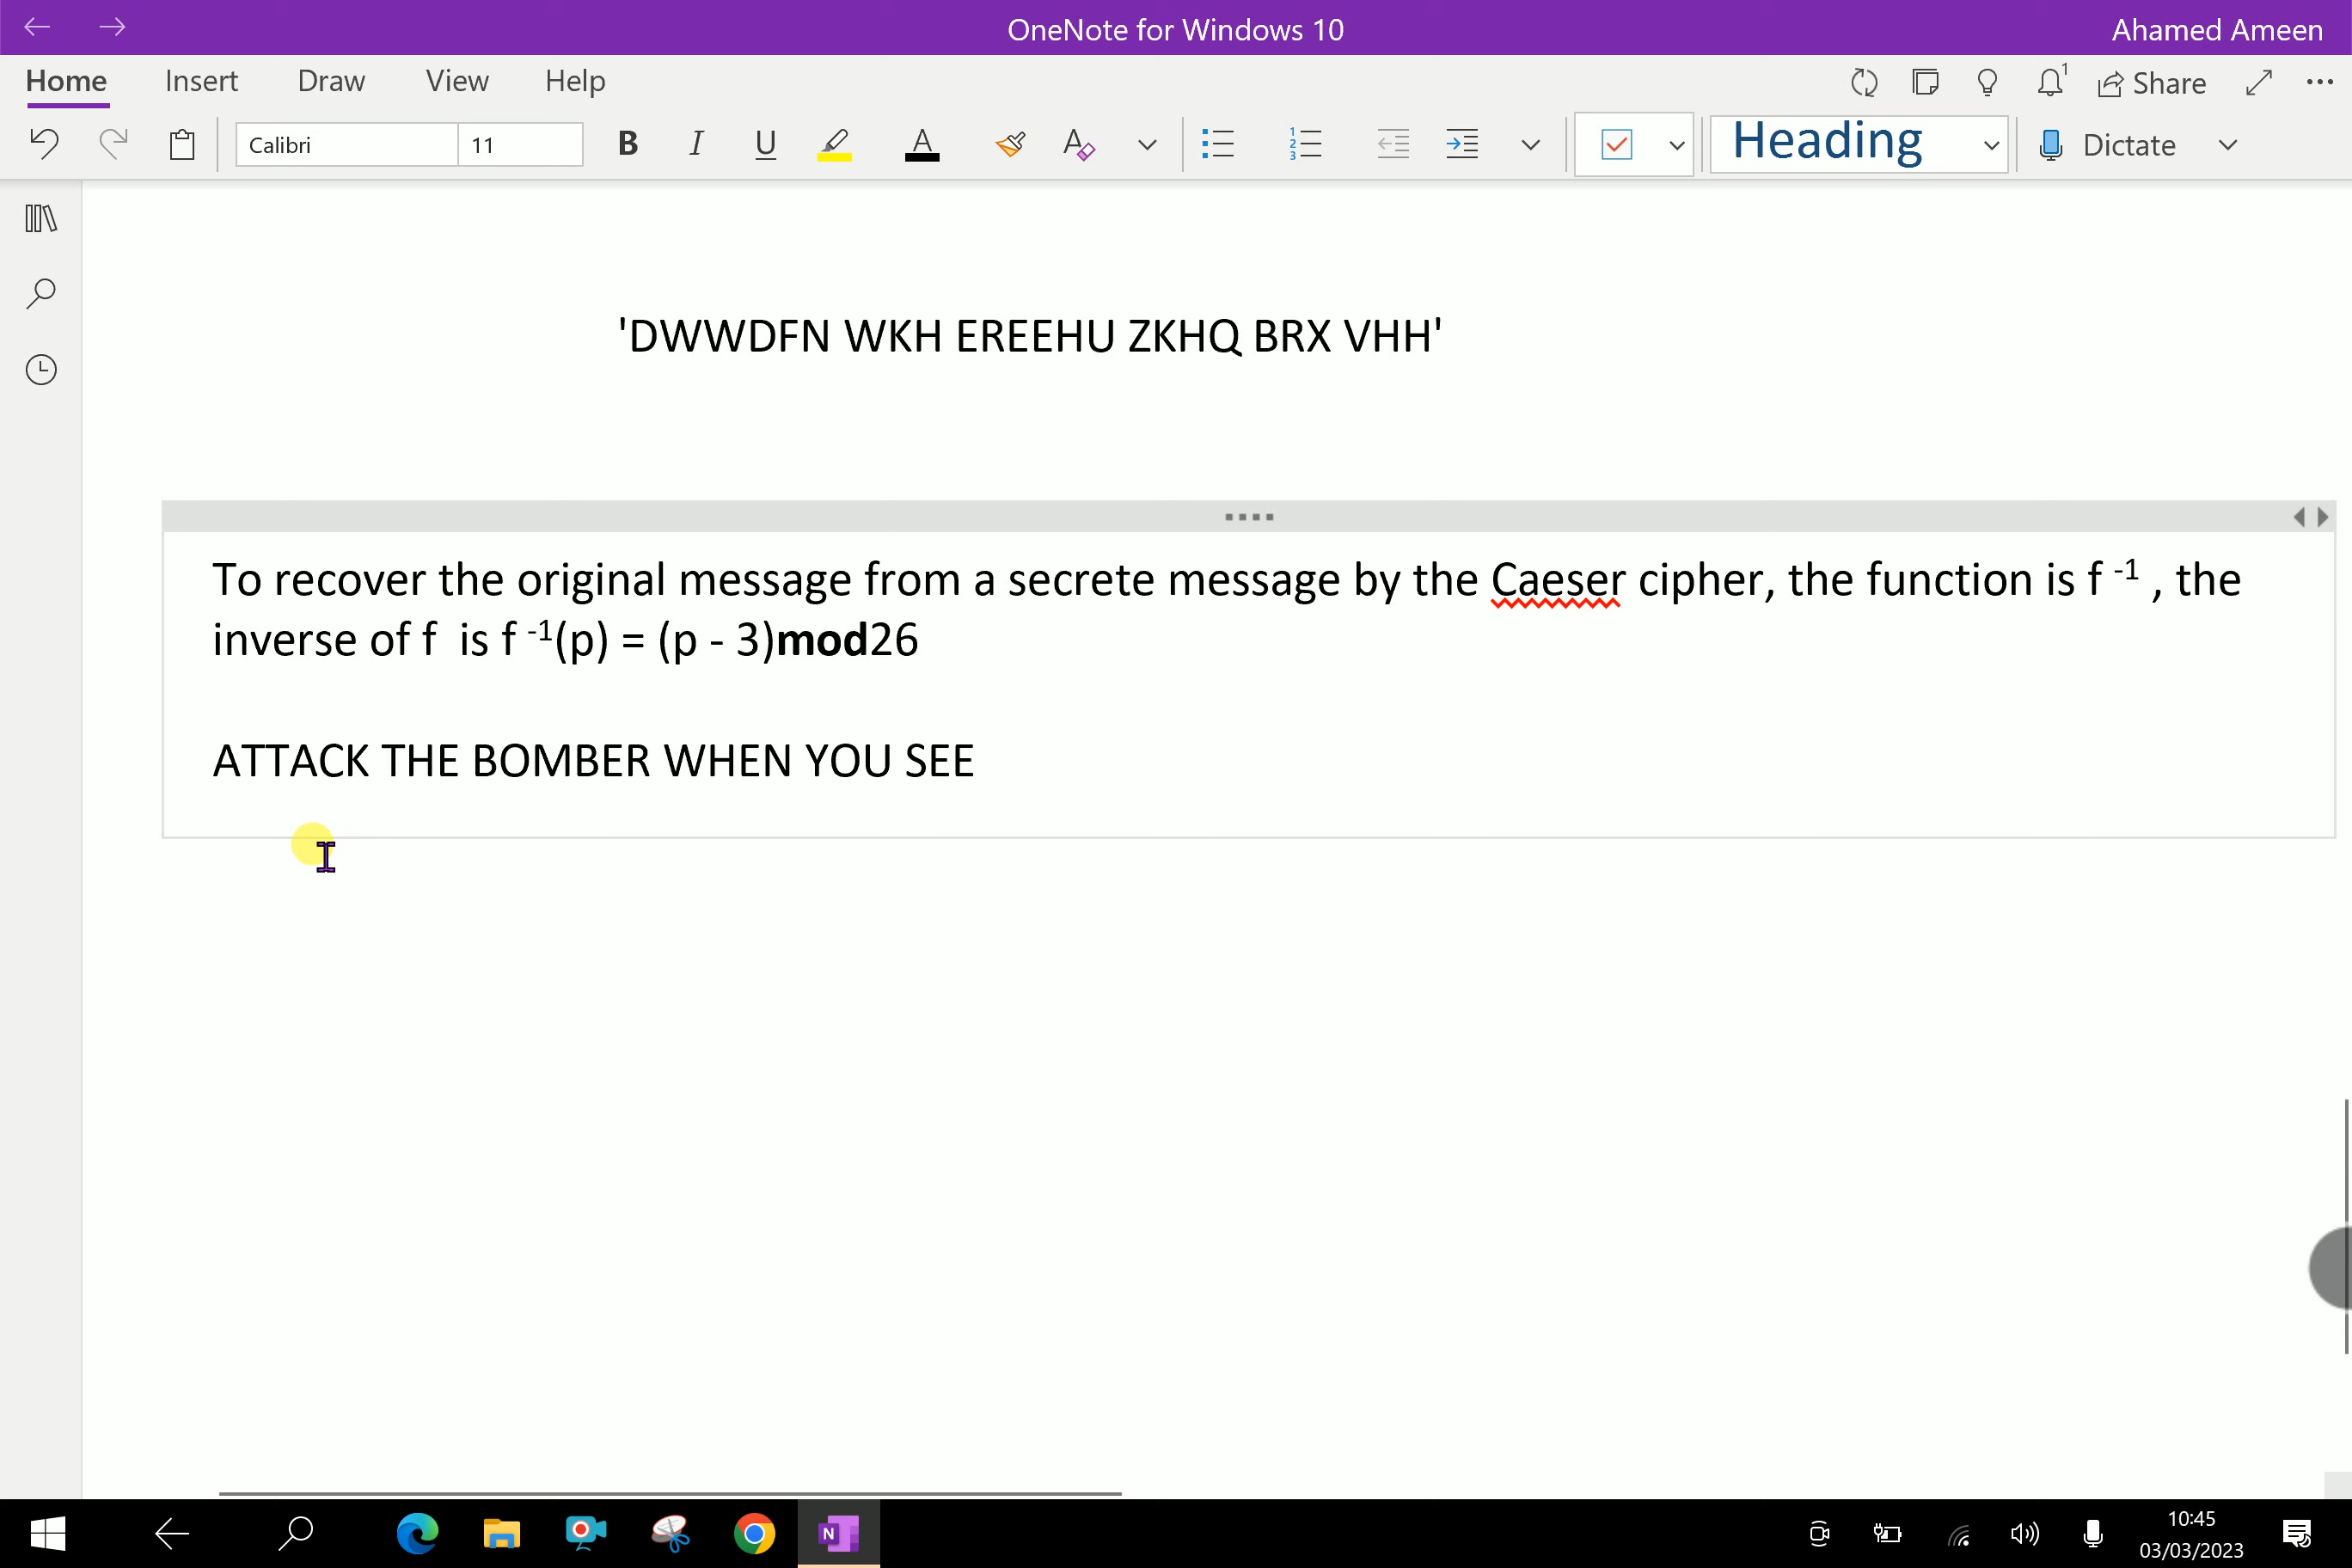 OneNote for Windows 10
Ahamed Ameen
Home Insert Draw View Help
1
Share
Calibri 11 B I U A A Heading Dictate
'DWWDFN WKH EREEHU ZKHQ BRX VHH'
To recover the original message from a secrete message by the Caeser cipher, the function is f -1 , the
inverse of f is f -1(p) = (p - 3)mod26
ATTACK THE BOMBER WHEN YOU SEE
N
10:45
03/03/2023